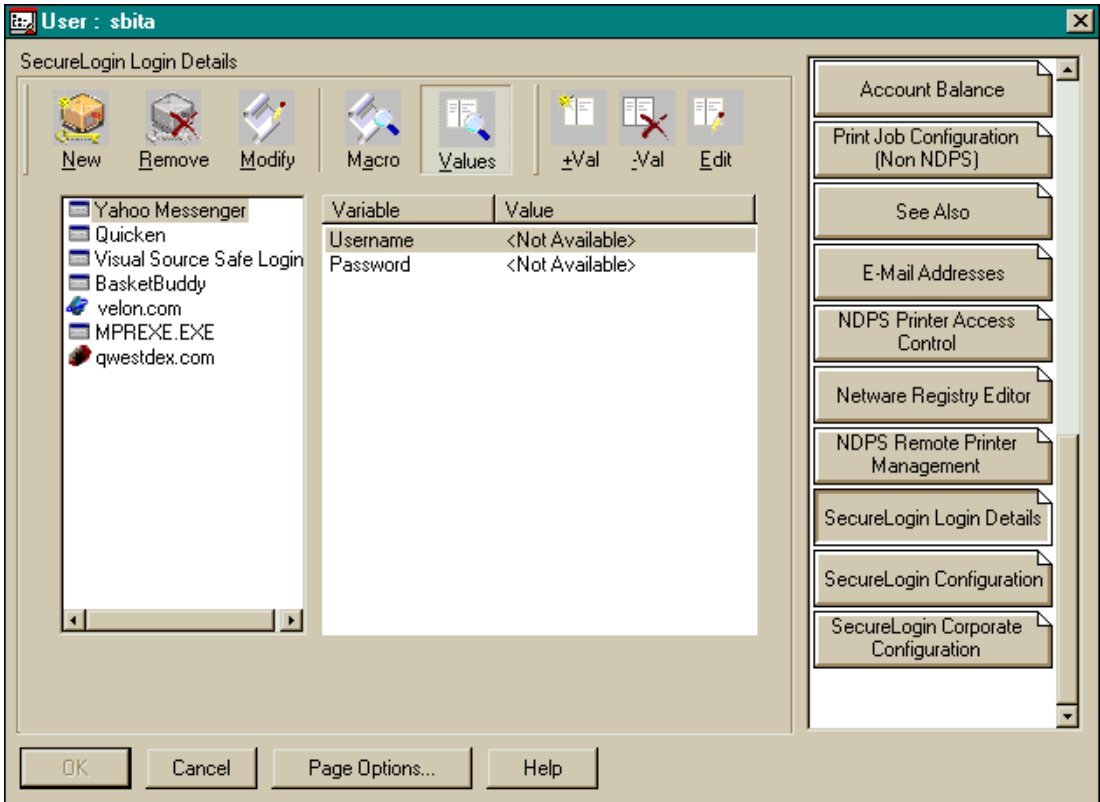 User : sbita
SecureLogin Login Details
New
Remove
Modify
Macro
Values
+Val
-Val
Edit
Yahoo Messenger
Quicken
Visual Source Safe Login
BasketBuddy
velon.com
MPREXE.EXE
qwestdex.com
Variable
Value
Username
<Not Available>
Password
<Not Available>
Account Balance
Print Job Configuration
(Non NDPS)
See Also
E-Mail Addresses
NDPS Printer Access
Control
Netware Registry Editor
NDPS Remote Printer
Management
SecureLogin Login Details
SecureLogin Configuration
SecureLogin Corporate
Configuration
OK
Cancel
Page Options...
Help